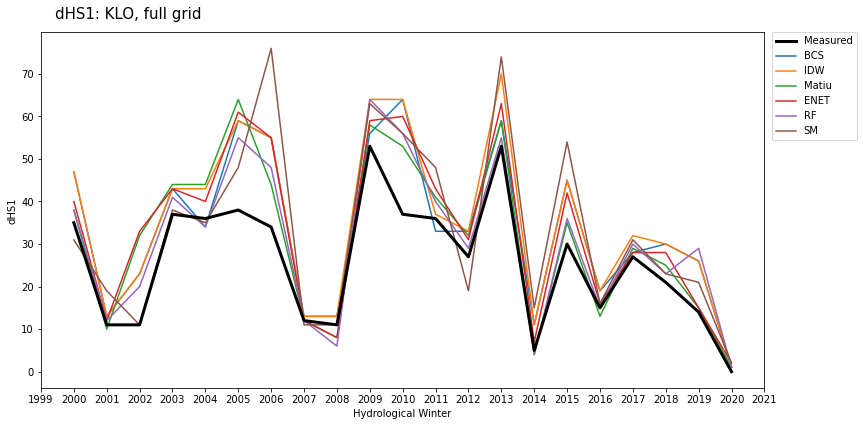 dHS1: KLO, full grid
Measured
BCS
IDW
Matiu
ENET
RF
SM
70
60
50
40
30
20
10
0
dHS1
1999 2000 2001 2002 2003 2004 2005 2006 2007 2008 2009 2010 2011 2012 2013 2014 2015 2016 2017 2018 2019 2020 2021
Hydrological Winter